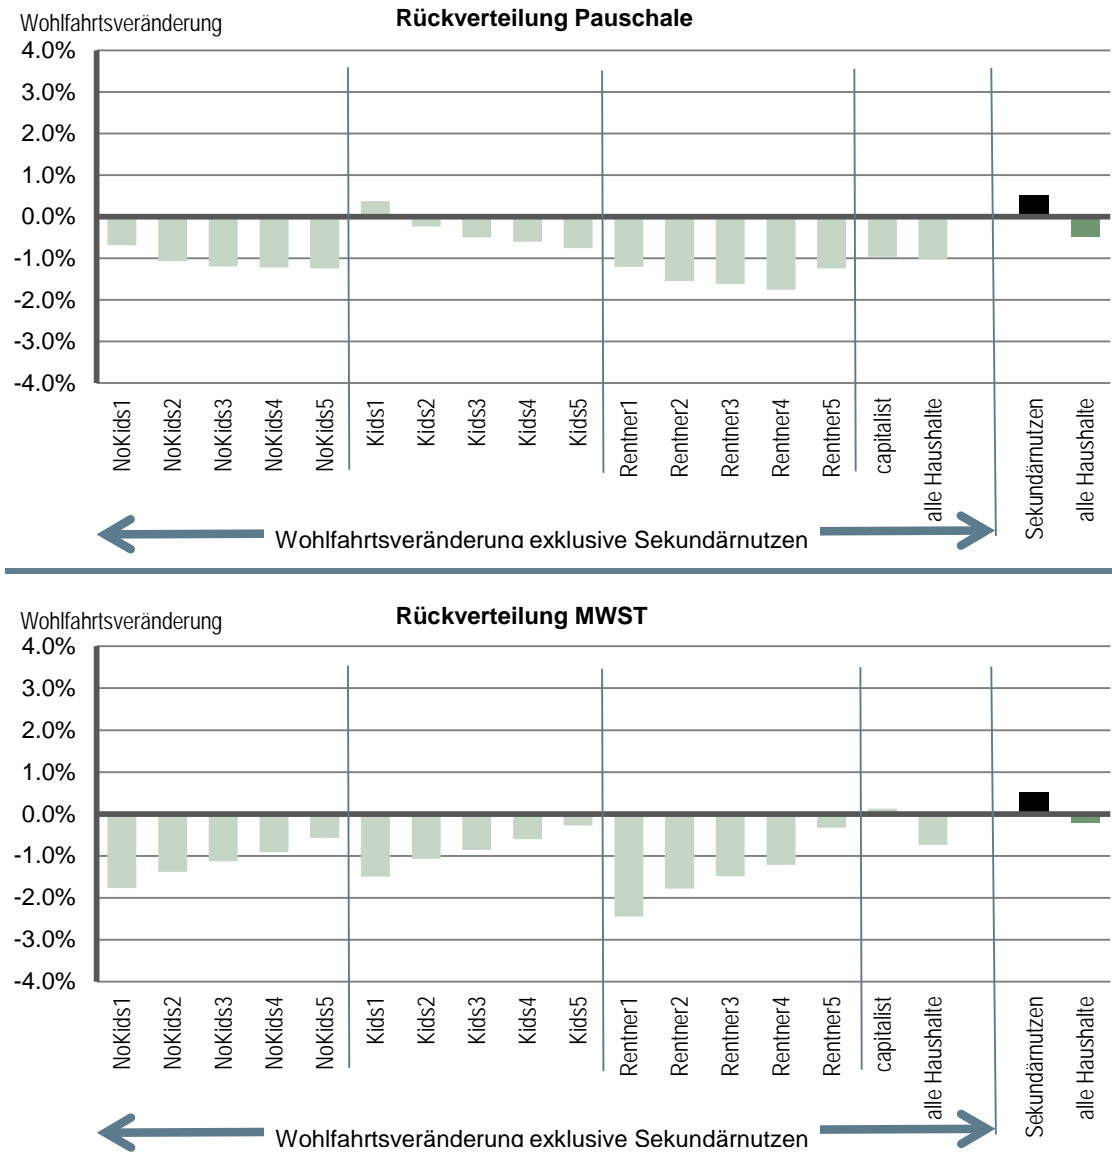 Rückverteilung Pauschale
Wohlfahrtsveränderung
4.0%
3.0%
2.0%
1.0%
0.0%
-1.0%
-2.0%
-3.0%
-4.0%
NoKids1
NoKids2
NoKids3
NoKids4
NoKids5
Kids1
Kids2
Kids3
Kids4
Kids5
Rentner1
Rentner2
Rentner3
Rentner4
Rentner5
capitalist
alle Haushalte
Sekundärnutzen
alle Haushalte
Wohlfahrtsveränderung exklusive Sekundärnutzen
Rückverteilung MWST
Wohlfahrtsveränderung
4.0%
3.0%
2.0%
1.0%
0.0%
-1.0%
-2.0%
-3.0%
-4.0%
NoKids1
NoKids2
NoKids3
NoKids4
NoKids5
Kids1
Kids2
Kids3
Kids4
Kids5
Rentner1
Rentner2
Rentner3
Rentner4
Rentner5
capitalist
alle Haushalte
Sekundärnutzen
alle Haushalte
Wohlfahrtsveränderung exklusive Sekundärnutzen